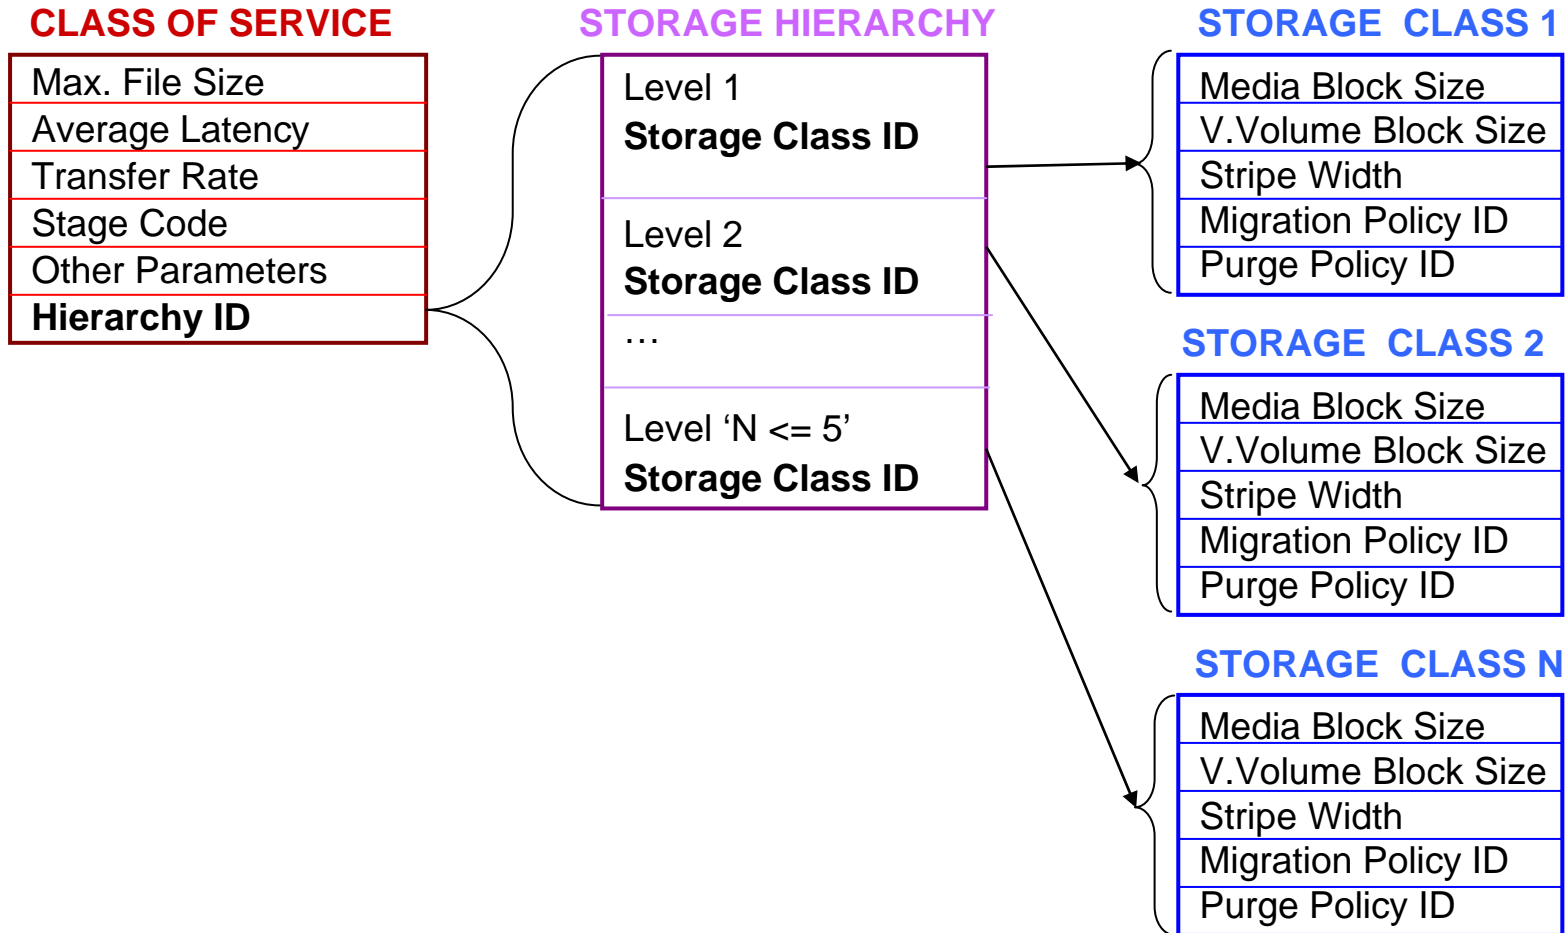 CLASS OF SERVICE
Max. File Size
Average Latency
Transfer Rate
Stage Code
Other Parameters
Hierarchy ID
STORAGE HIERARCHY
Level 1
Storage Class ID
Level 2
Storage Class ID
…
Level ‘N <= 5’
Storage Class ID
STORAGE CLASS 1
Media Block Size
V.Volume Block Size
Stripe Width
Migration Policy ID
Purge Policy ID
STORAGE CLASS 2
Media Block Size
V.Volume Block Size
Stripe Width
Migration Policy ID
Purge Policy ID
STORAGE CLASS N
Media Block Size
V.Volume Block Size
Stripe Width
Migration Policy ID
Purge Policy ID